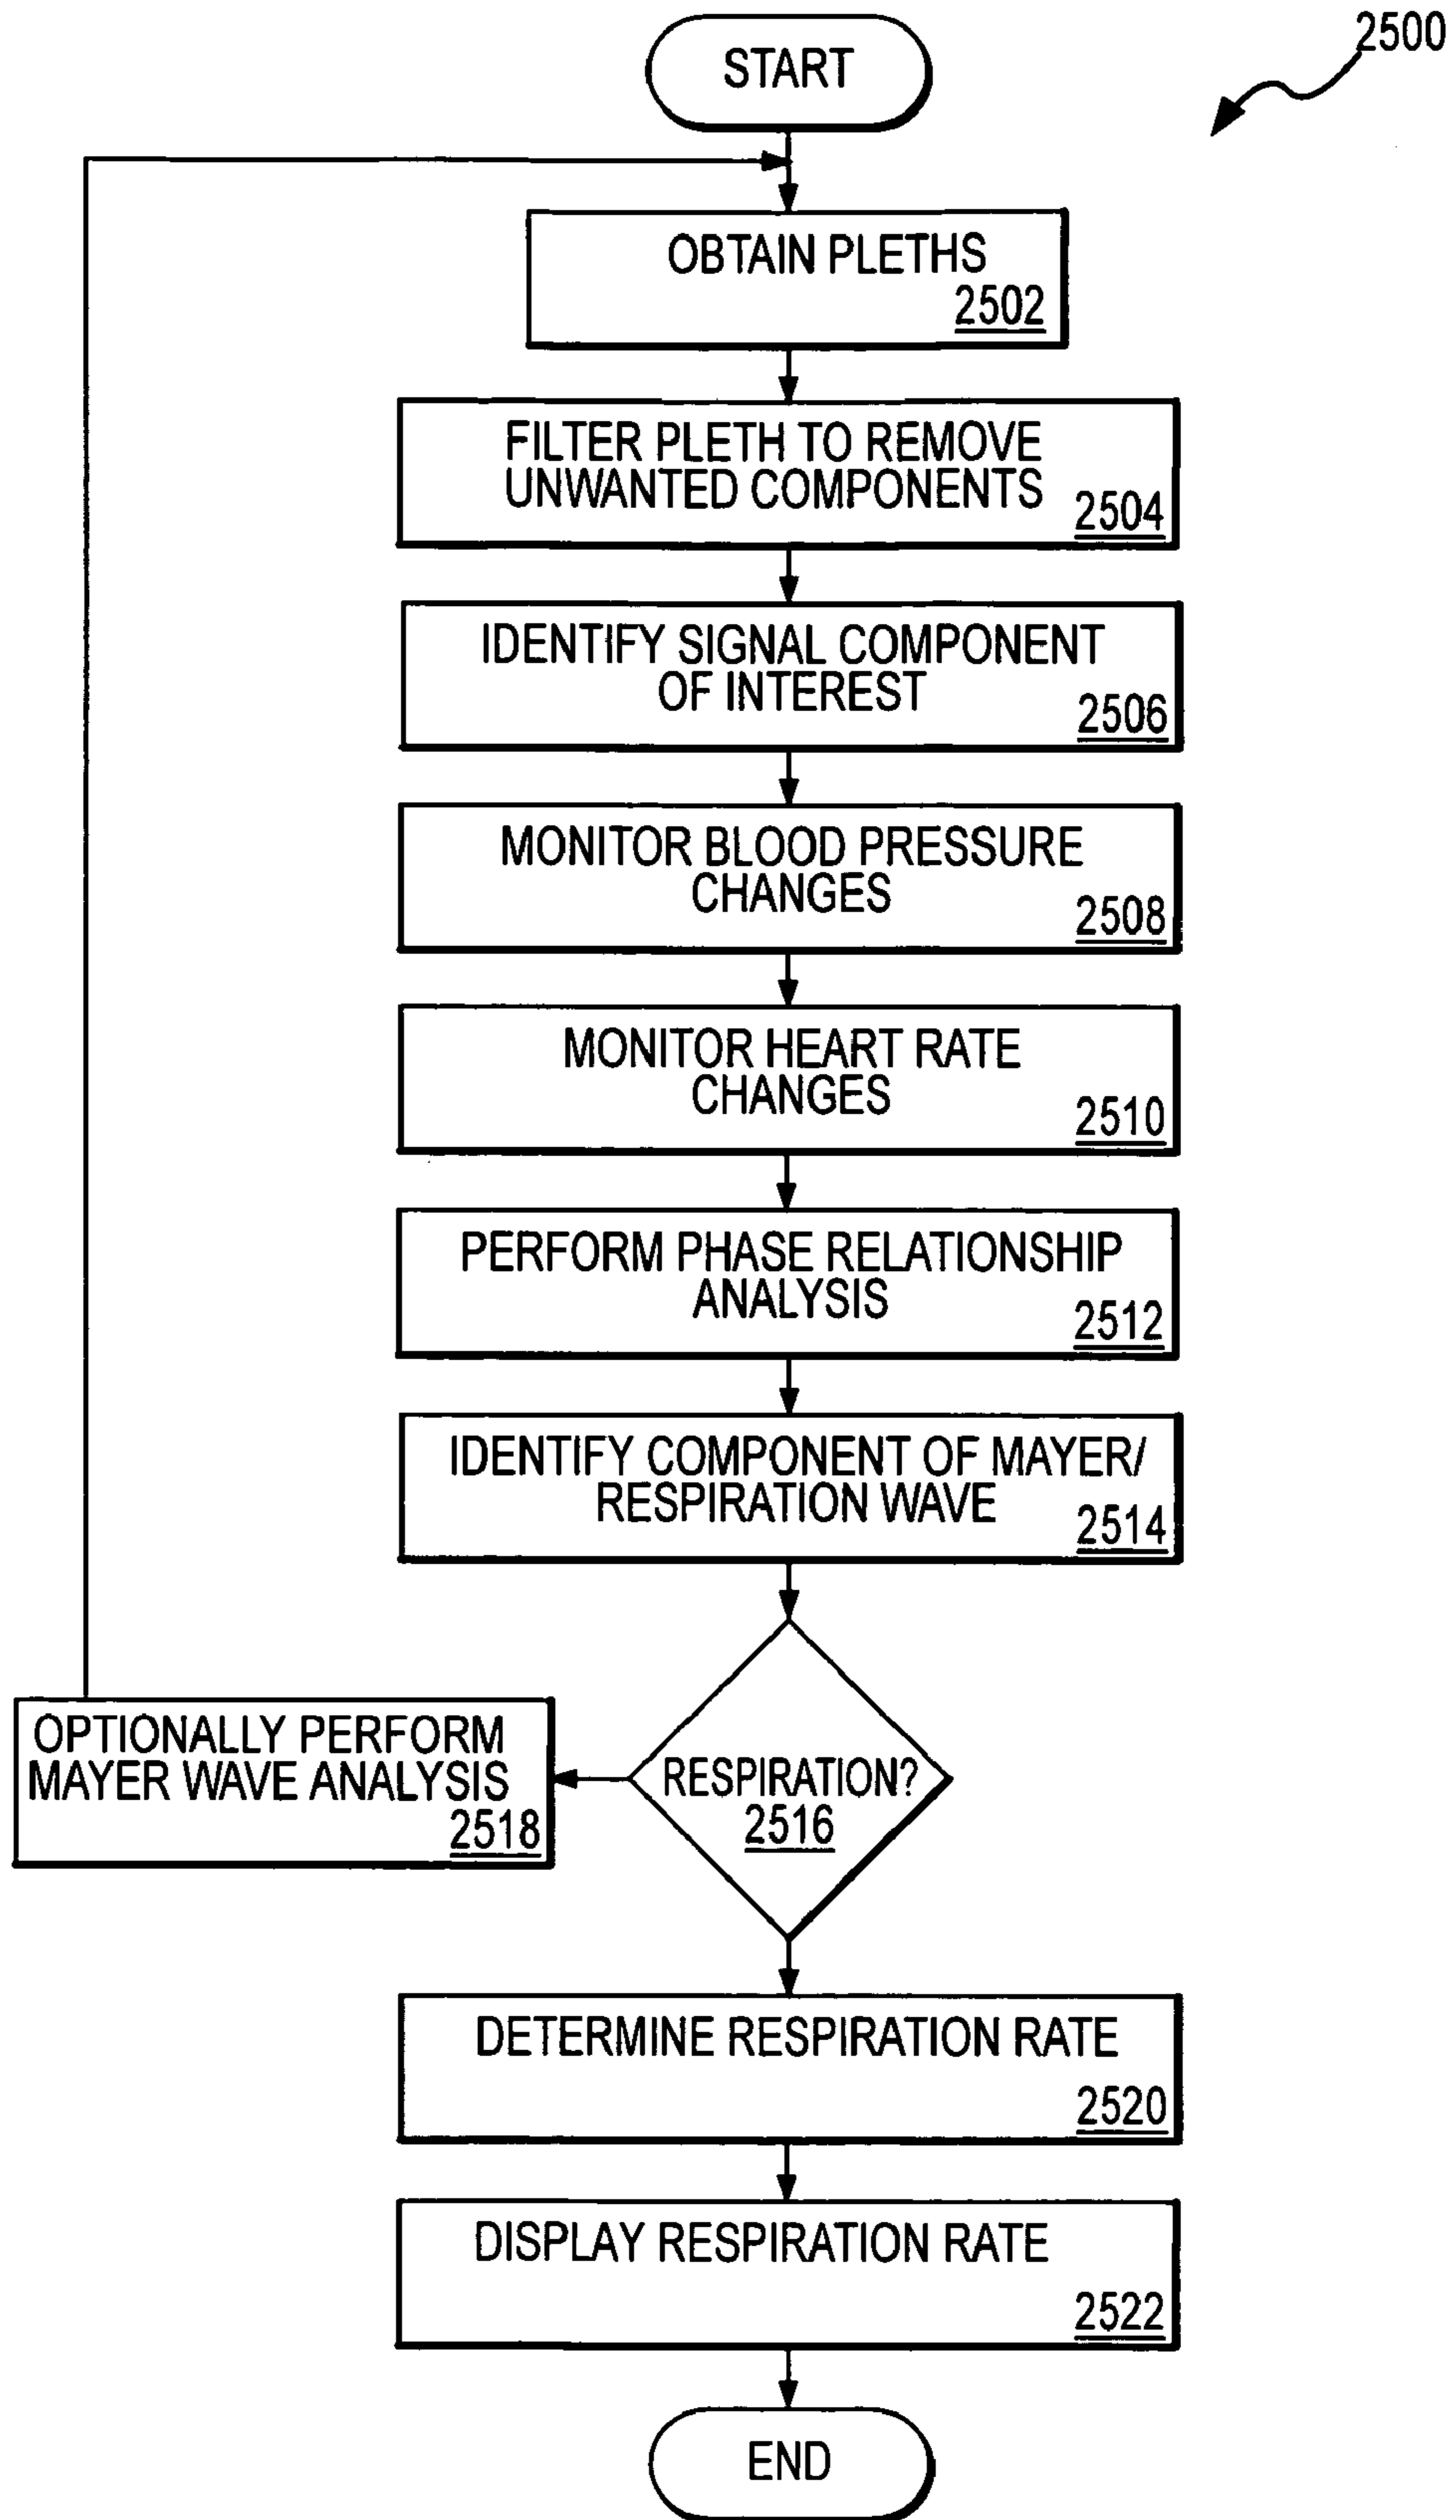 2500
START
OBTAIN PLETHS
2502
FILTER PLETH TO REMOVE
UNWANTED COMPONENTS
2504
IDENTIFY SIGNAL COMPONENT
OF INTEREST
2506
MONITOR BLOOD PRESSURE
CHANGES
2508
MONITOR HEART RATE
CHANGES
2510
PERFORM PHASE RELATIONSHIP
ANALYSIS
2512
IDENTIFY COMPONENT OF MAYER/
RESPIRATION WAVE
2514
RESPIRATION?
2516
OPTIONALLY PERFORM
MAYER WAVE ANALYSIS
2518
DETERMINE RESPIRATION RATE
2520
DISPLAY RESPIRATION RATE
2522
END